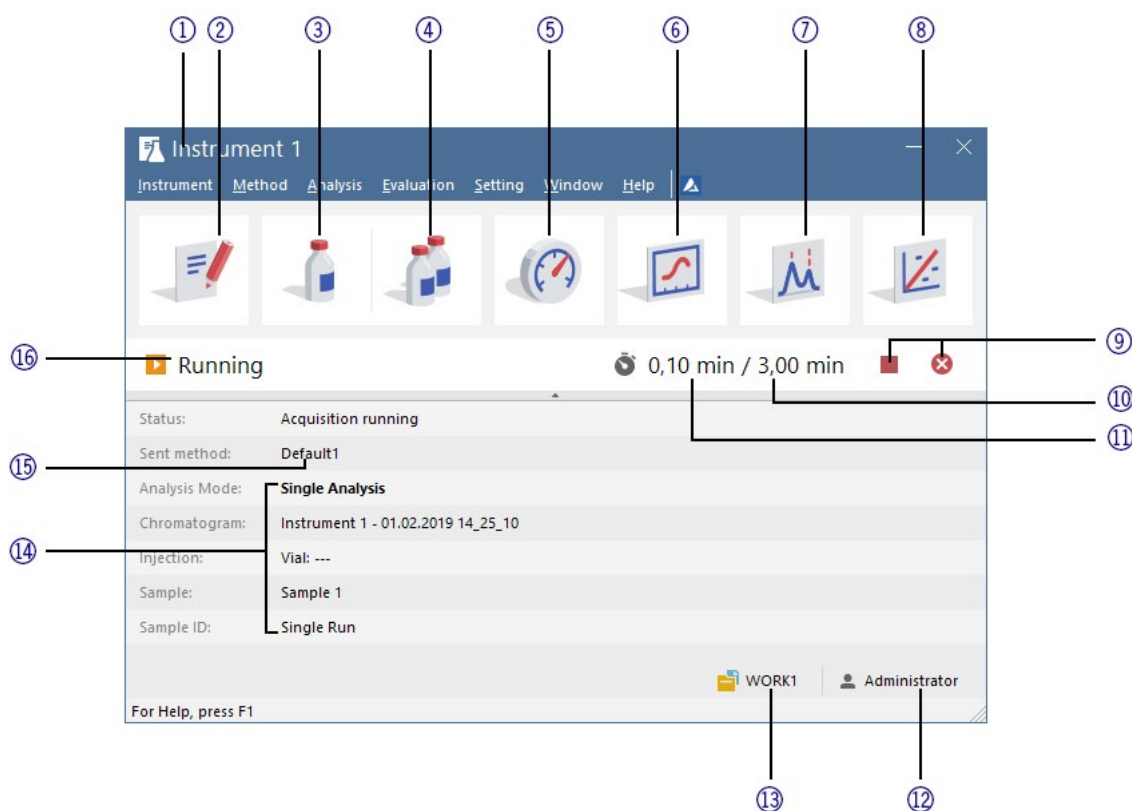 ① ② ③ ④ ⑤ ⑥ ⑦ ⑧
Instrument 1
Instrument Method Analysis Evaluation Setting Window Help
⑯ Running 0,10 min / 3,00 min ⑨
⑩
Status: Acquisition running
⑪
⑮ Sent method: Default1
Analysis Mode: Single Analysis
Chromatogram: Instrument 1 - 01.02.2019 14_25_10
⑭ Injection: Vial: ---
Sample: Sample 1
Sample ID: Single Run
WORK1 Administrator
For Help, press F1
⑬ ⑫